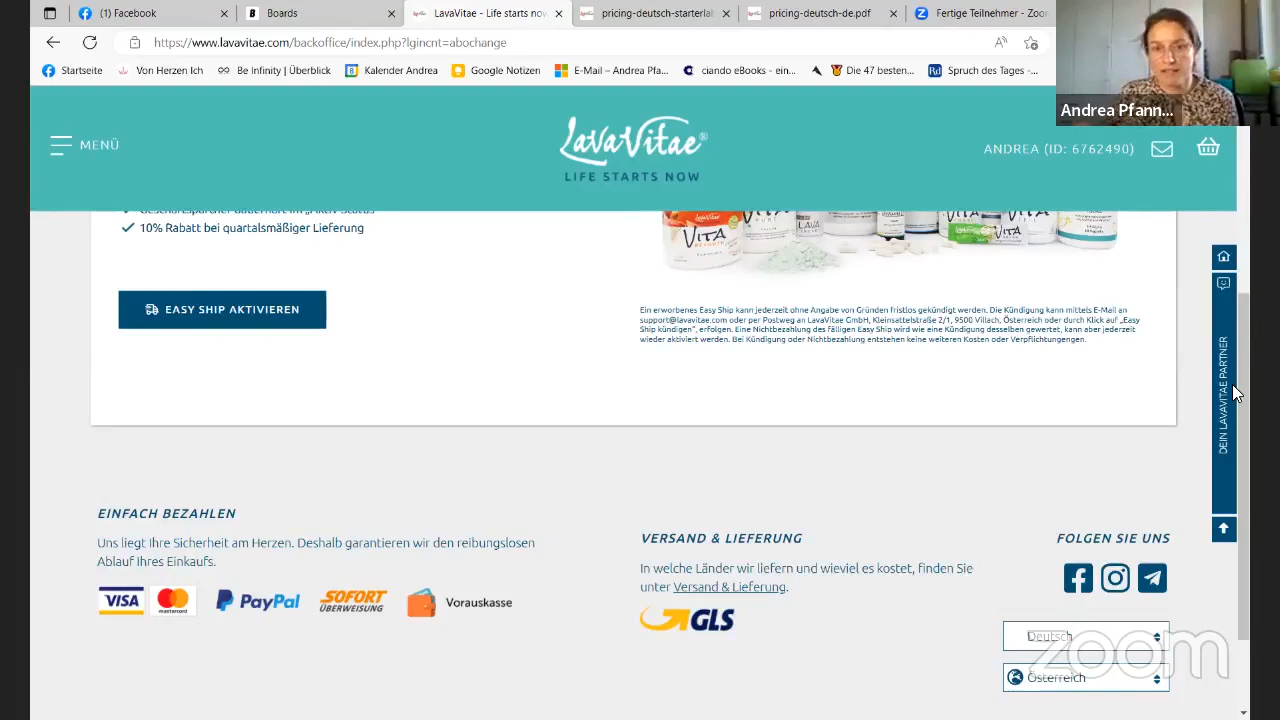 (1) Facebook
Boards
LavaVitae - Life starts now
pricing-deutsch-starterlab
pricing-deutsch-de.pdf
Fertige Teilnehmer - Zoom
https://www.lavavitae.com/backoffice/index.php?lgincnt=abochange
Startseite
Von Herzen Ich
Be Infinity | Überblick
Kalender Andrea
Google Notizen
E-Mail – Andrea Pfa...
ciando eBooks - ein...
Die 47 besten...
Spruch des Tages -...
Andrea Pfann...
MENÜ
LavaVitae®
LIFE STARTS NOW
ANDREA (ID: 6762490)
Geschäftspartner dauerhaft im „Aktiv-Status"
10% Rabatt bei quartalsmäßiger Lieferung
EASY SHIP AKTIVIEREN
Ein erworbenes Easy Ship kann jederzeit ohne Angabe von Gründen fristlos gekündigt werden. Die Kündigung kann mittels E-Mail an
support@lavavitae.com oder per Postweg an LavaVitae GmbH, Kleinsattelstraße 2/1, 9500 Villach, Österreich oder durch Klick auf „Easy
Ship kündigen", erfolgen. Eine Nichtbezahlung des fälligen Easy Ship wird wie eine Kündigung desselben gewertet, kann aber jederzeit
wieder aktiviert werden. Bei Kündigung oder Nichtbezahlung entstehen keine weiteren Kosten oder Verpflichtungengen.
DEIN LAVAVITAE PARTNER
EINFACH BEZAHLEN
Uns liegt Ihre Sicherheit am Herzen. Deshalb garantieren wir den reibungslosen
Ablauf Ihres Einkaufs.
VISA
mastercard
PayPal
SOFORT
ÜBERWEISUNG
Vorauskasse
VERSAND & LIEFERUNG
In welche Länder wir liefern und wieviel es kostet, finden Sie
unter Versand & Lieferung.
GLS
FOLGEN SIE UNS
Deutsch
Österreich
zoom